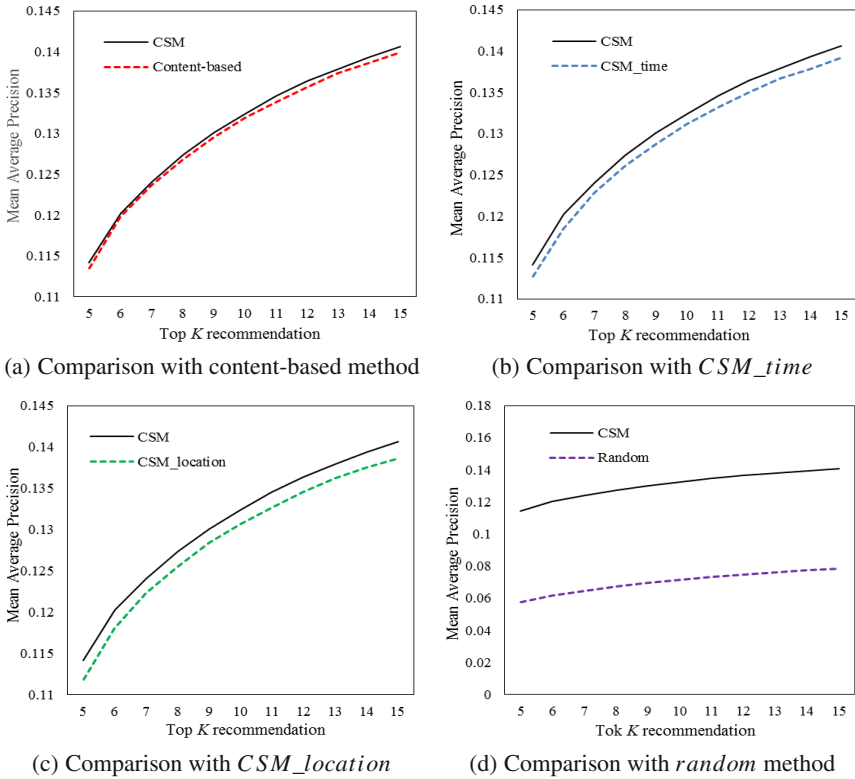 0.145
0.14
0.135
0.13
0.125
0.12
0.115
0.11
Mean Average Precision
CSM
Content-based
5 6 7 8 9 10 11 12 13 14 15
Top K recommendation
(a) Comparison with content-based method
0.145
0.14
0.135
0.13
0.125
0.12
0.115
0.11
Mean Average Precision
CSM
CSM_time
5 6 7 8 9 10 11 12 13 14 15
Top K recommendation
(b) Comparison with CSM_time
0.145
0.14
0.135
0.13
0.125
0.12
0.115
0.11
Mean Average Precision
CSM
CSM_location
5 6 7 8 9 10 11 12 13 14 15
Top K recommendation
(c) Comparison with CSM_location
0.18
0.16
0.14
0.12
0.1
0.08
0.06
0.04
0.02
0
Mean Average Precision
CSM
Random
5 6 7 8 9 10 11 12 13 14 15
Tok K recommendation
(d) Comparison with random method